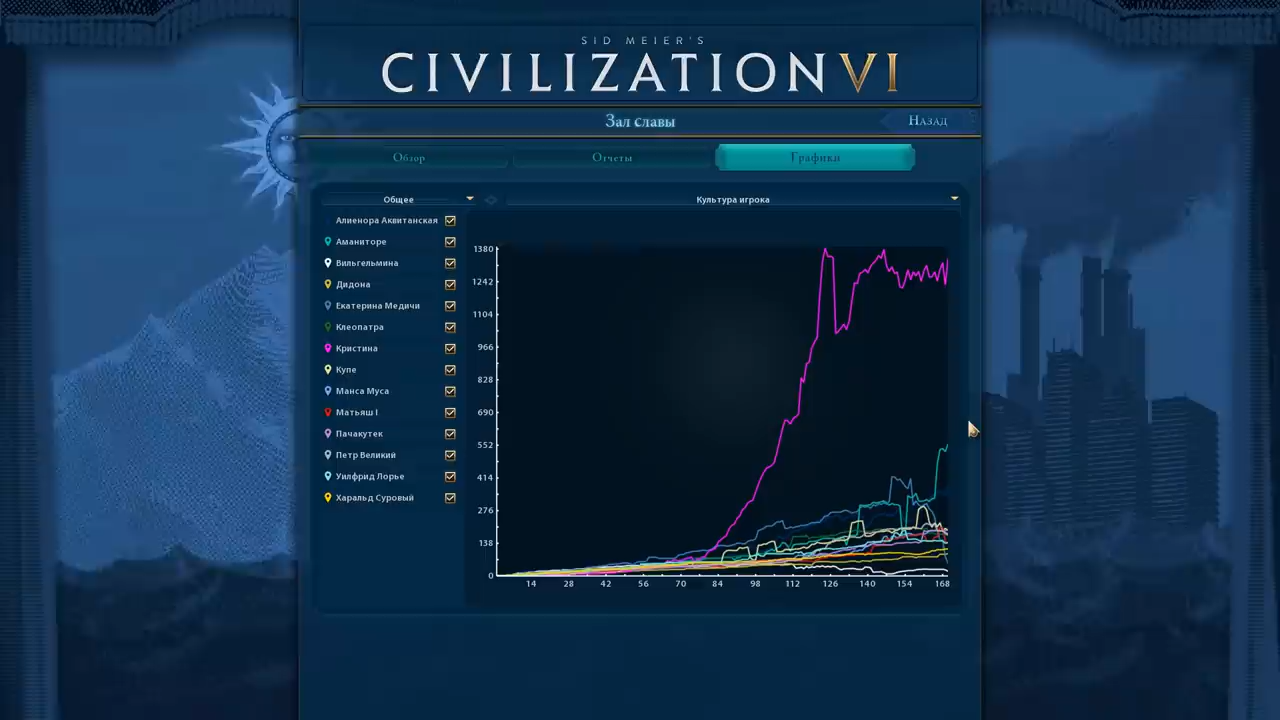 SID MEIER'S
CIVILIZATION VI
Зал славы
Назад
Обзор
Отчеты
Графики
Общее
Культура игрока
Алиенора Аквитанская
Аманиторе
Вильгельмина
Дидона
Екатерина Медичи
Клеопатра
Кристина
Купе
Манса Муса
Матьяш I
Пачакутек
Петр Великий
Уилфрид Лорье
Харальд Суровый
1380
1242
1104
966
828
690
552
414
276
138
0
14 28 42 56 70 84 98 112 126 140 154 168